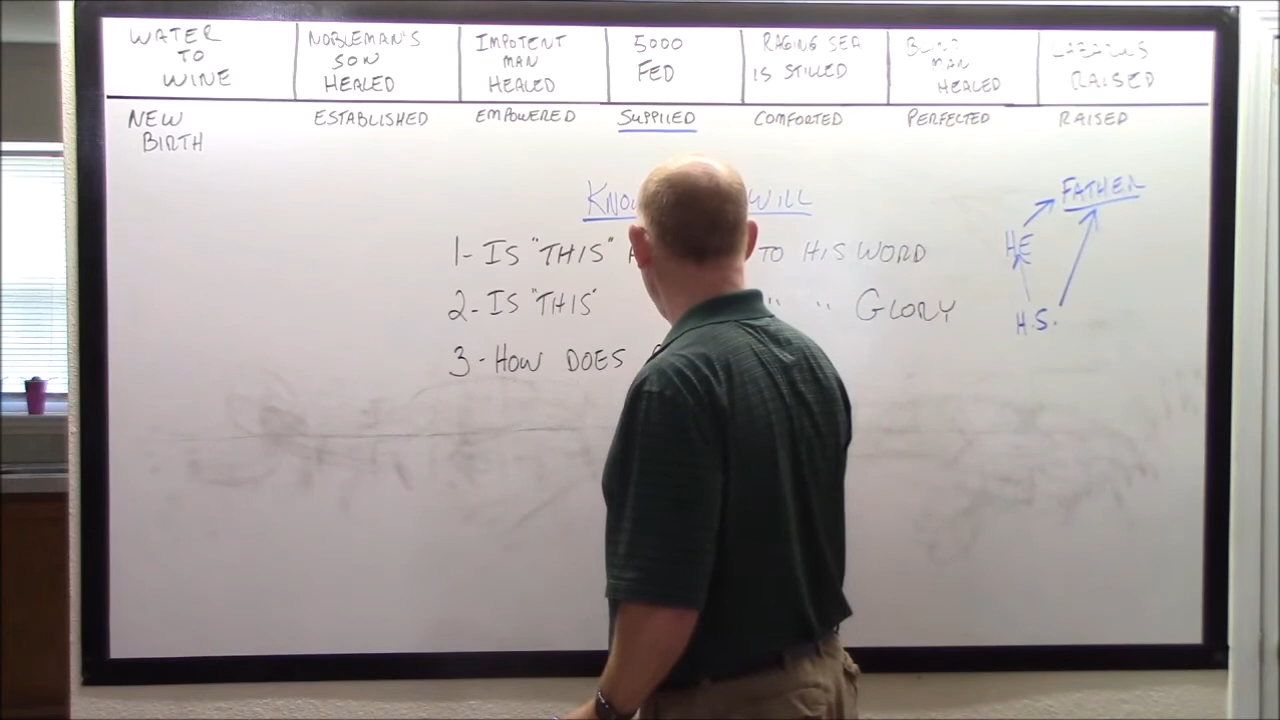 WATER
TO
WINE
NOBLEMAN'S
SON
HEALED
IMPOTENT
MAN
HEALED
5000
FED
RAGING SEA
IS STILLED
MAN
HEALED
LAZARUS
RAISED
NEW
BIRTH
ESTABLISHED
EMPOWERED
SUPPLIED
COMFORTED
PERFECTED
RAISED
WILL
1- IS "THIS" TO HIS WORD
2- IS "THIS" " " GLORY
3 - HOW DOES
FATHER
HE
H.S.